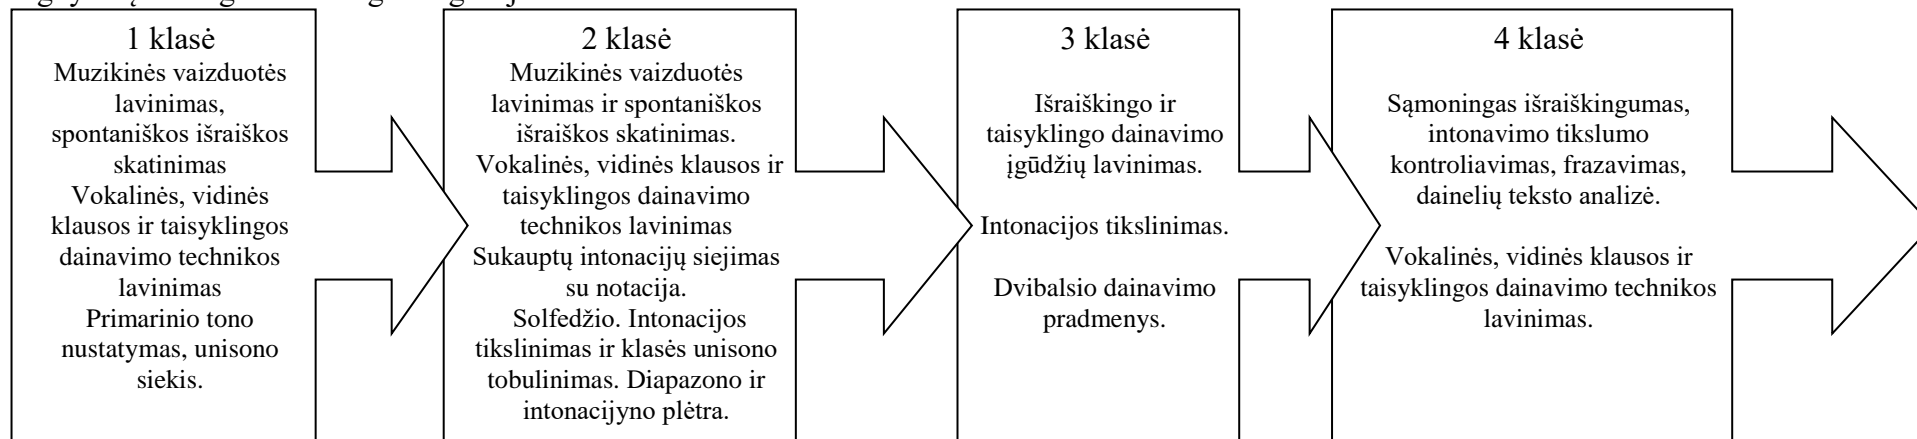 1 klasė
Muzikinės vaizduotės
lavinimas,
spontaniškos išraiškos
skatinimas
Vokalinės, vidinės
klausos ir taisyklingos
dainavimo technikos
lavinimas
Primarinio tono
nustatymas, unisono
siekis.
2 klasė
Muzikinės vaizduotės
lavinimas ir spontaniškos
išraiškos skatinimas.
Vokalinės, vidinės klausos ir
taisyklingos dainavimo
technikos lavinimas
Sukauptų intonacijų siejimas
su notacija.
Solfedžio. Intonacijos
tikslinimas ir klasės unisono
tobulinimas. Diapazono ir
intonacijyno plėtra.
3 klasė
Išraiškingo ir
taisyklingo dainavimo
įgūdžių lavinimas.
Intonacijos tikslinimas.
Dvibalsio dainavimo
pradmenys.
4 klasė
Sąmoningas išraiškingumas,
intonavimo tikslumo
kontroliavimas, frazavimas,
dainelių teksto analizė.
Vokalinės, vidinės klausos ir
taisyklingos dainavimo technikos
lavinimas.